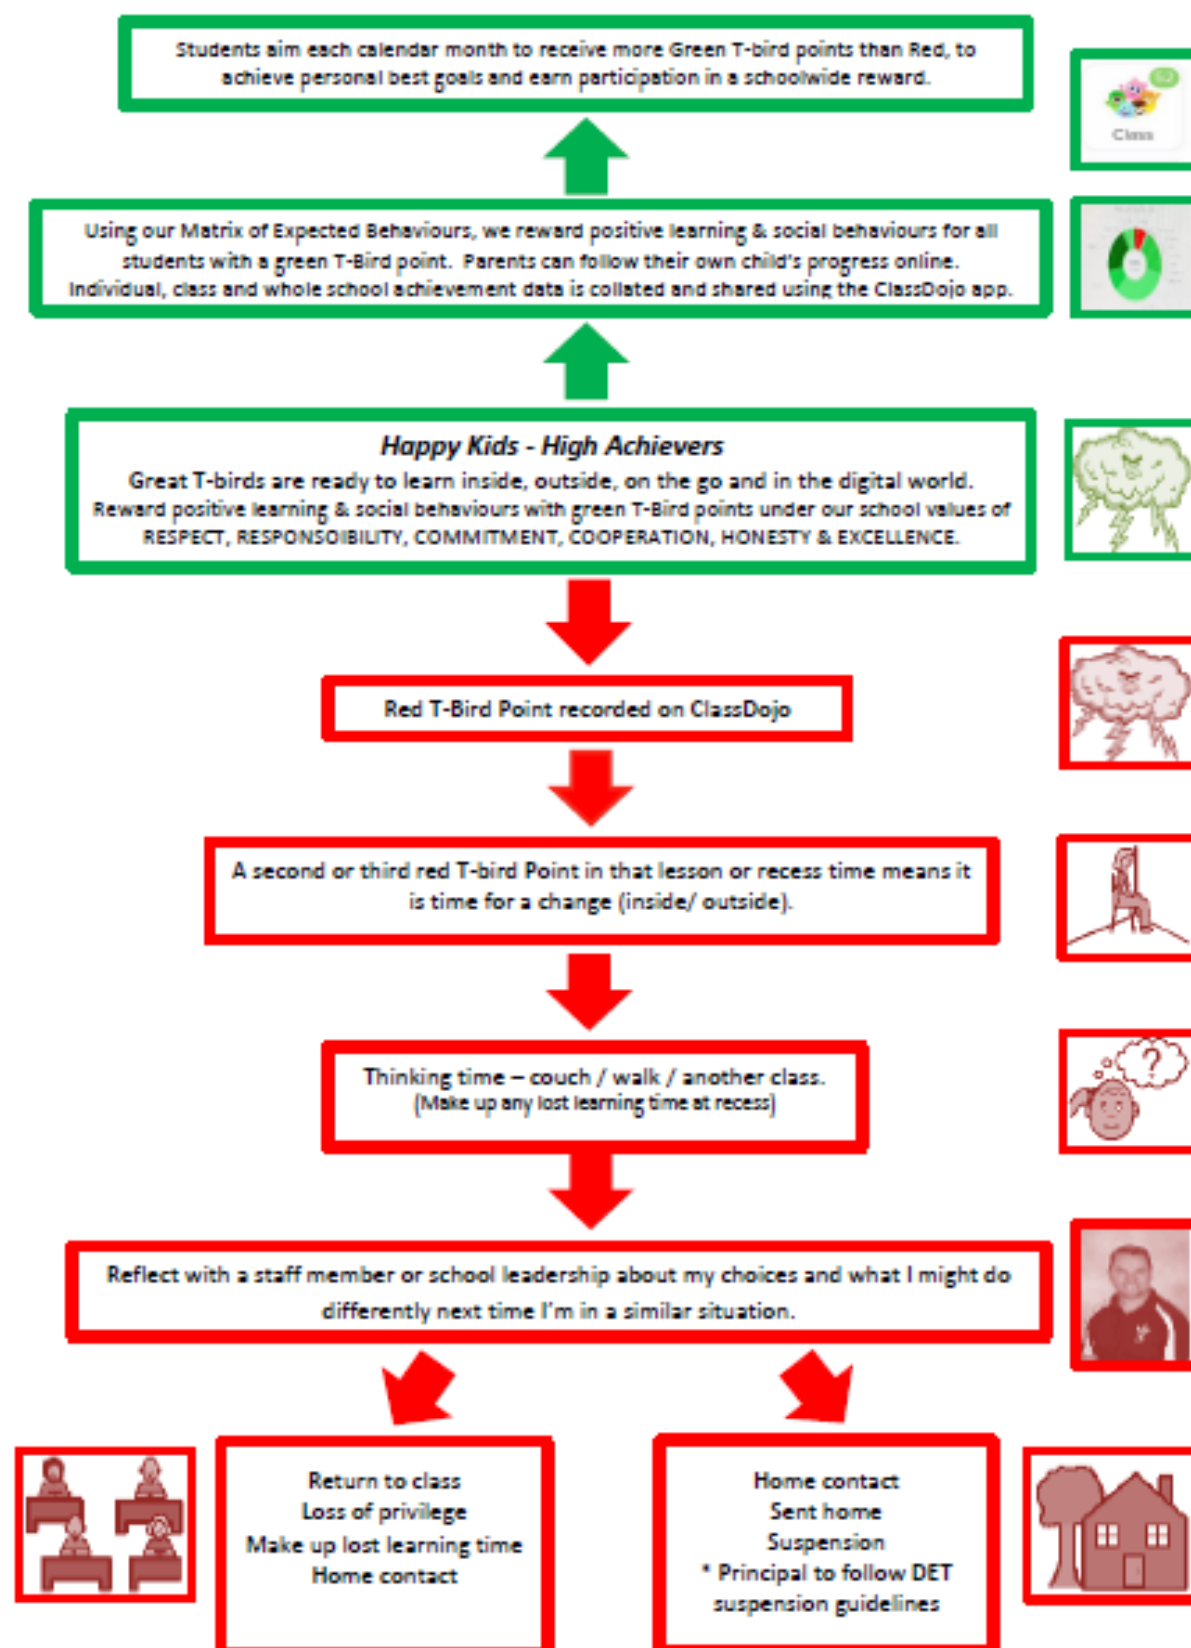 Students aim each calendar month to receive more Green T-bird points than Red, to
achieve personal best goals and earn participation in a schoolwide reward.
Class
Using our Matrix of Expected Behaviours, we reward positive learning & social behaviours for all
students with a green T-Bird point. Parents can follow their own child's progress online.
Individual, class and whole school achievement data is collated and shared using the ClassDojo app.
Happy Kids - High Achievers
Great T-birds are ready to learn inside, outside, on the go and in the digital world.
Reward positive learning & social behaviours with green T-Bird points under our school values of
RESPECT, RESPONSOIBILITY, COMMITMENT, COOPERATION, HONESTY & EXCELLENCE.
Red T-Bird Point recorded on ClassDojo
A second or third red T-bird Point in that lesson or recess time means it
is time for a change (inside/ outside).
Thinking time – couch / walk / another class.
(Make up any lost learning time at recess)
?
Reflect with a staff member or school leadership about my choices and what I might do
differently next time I'm in a similar situation.
Return to class
Loss of privilege
Make up lost learning time
Home contact
Home contact
Sent home
Suspension
* Principal to follow DET
suspension guidelines